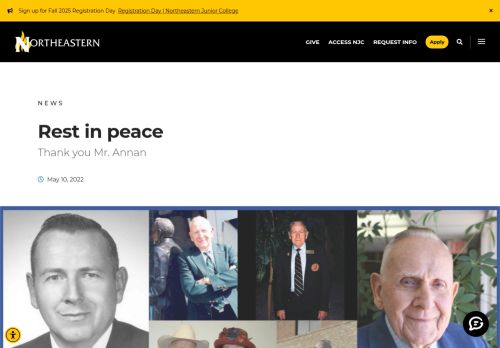 Sign up for Fall 2025 Registration Day Registration Day | Northeastern Junior College ×
NORTHEASTERN GIVE ACCESS NJC REQUEST INFO Apply
NEWS
Rest in peace
Thank you Mr. Annan
May 10, 2022